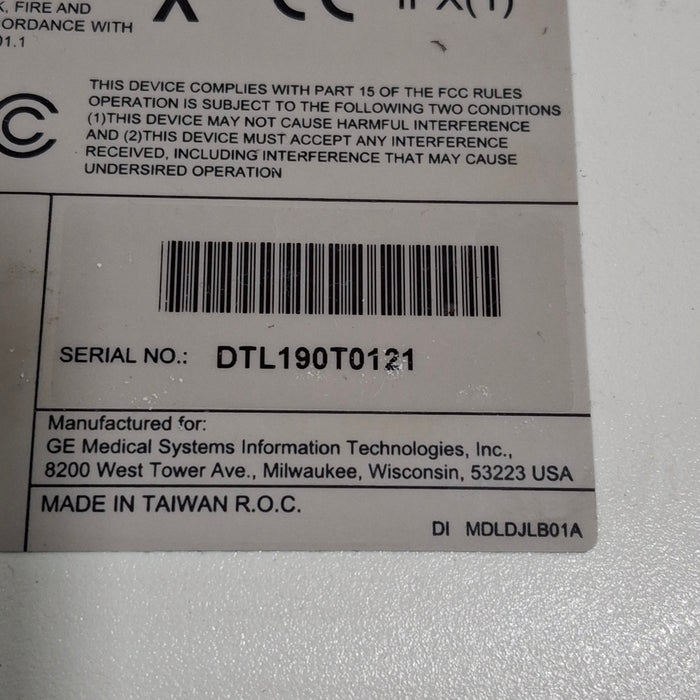 , FIRE AND
ORDANCE WITH
01.1
CE IPX(1)
THIS DEVICE COMPLIES WITH PART 15 OF THE FCC RULES
OPERATION IS SUBJECT TO THE FOLLOWING TWO CONDITIONS
(1)THIS DEVICE MAY NOT CAUSE HARMFUL INTERFERENCE
AND (2)THIS DEVICE MUST ACCEPT ANY INTERFERENCE
RECEIVED, INCLUDING INTERFERENCE THAT MAY CAUSE
UNDERSIRED OPERATION
SERIAL NO.: DTL190T0121
Manufactured for:
GE Medical Systems Information Technologies, Inc.,
8200 West Tower Ave., Milwaukee, Wisconsin, 53223 USA
MADE IN TAIWAN R.O.C.
DI MDLDJLB01A